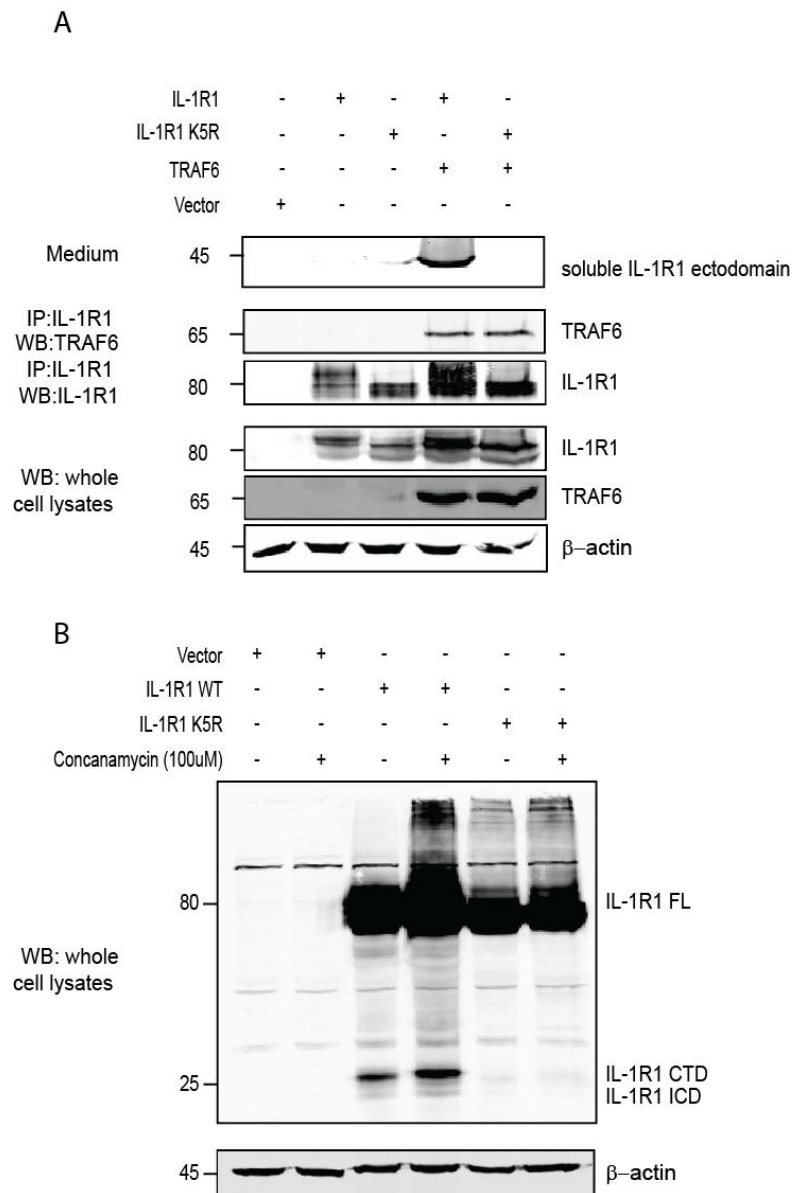 A
IL-1R1 - + - + -
IL-1R1 K5R - - + - +
TRAF6 - - - + +
Vector + - - - -
Medium 45 soluble IL-1R1 ectodomain
IP:IL-1R1
WB:TRAF6 65 TRAF6
IP:IL-1R1
WB:IL-1R1 80 IL-1R1
80 IL-1R1
WB: whole
cell lysates 65 TRAF6
45 β–actin
B
Vector + + - - - -
IL-1R1 WT - - + + - -
IL-1R1 K5R - - - - + +
Concanamycin (100uM) - + - + - +
80 IL-1R1 FL
WB: whole
cell lysates
25 IL-1R1 CTD
IL-1R1 ICD
45 β–actin